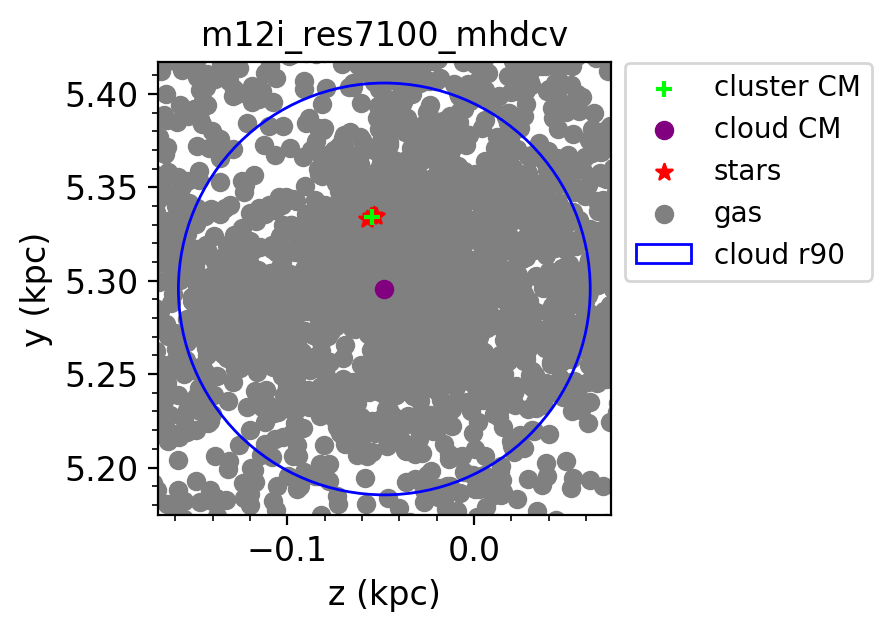 m12i_res7100_mhdcv
cluster CM
cloud CM
stars
gas
cloud r90
5.40
5.35
5.30
5.25
5.20
y (kpc)
−0.1
0.0
z (kpc)